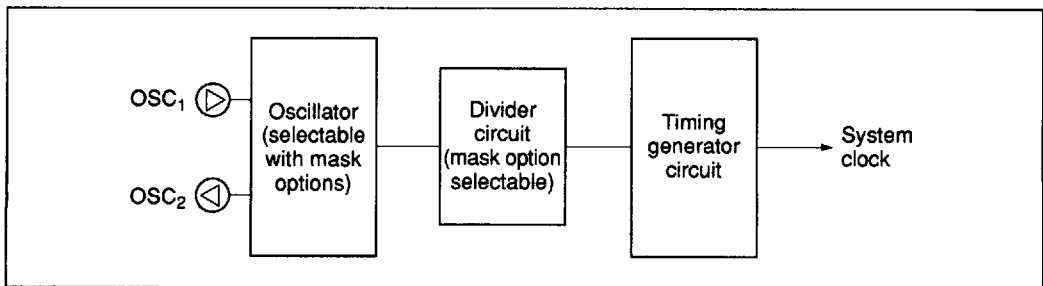 OSC1
OSC2
Oscillator
(selectable
with mask
options)
Divider
circuit
(mask option
selectable)
Timing
generator
circuit
System
clock